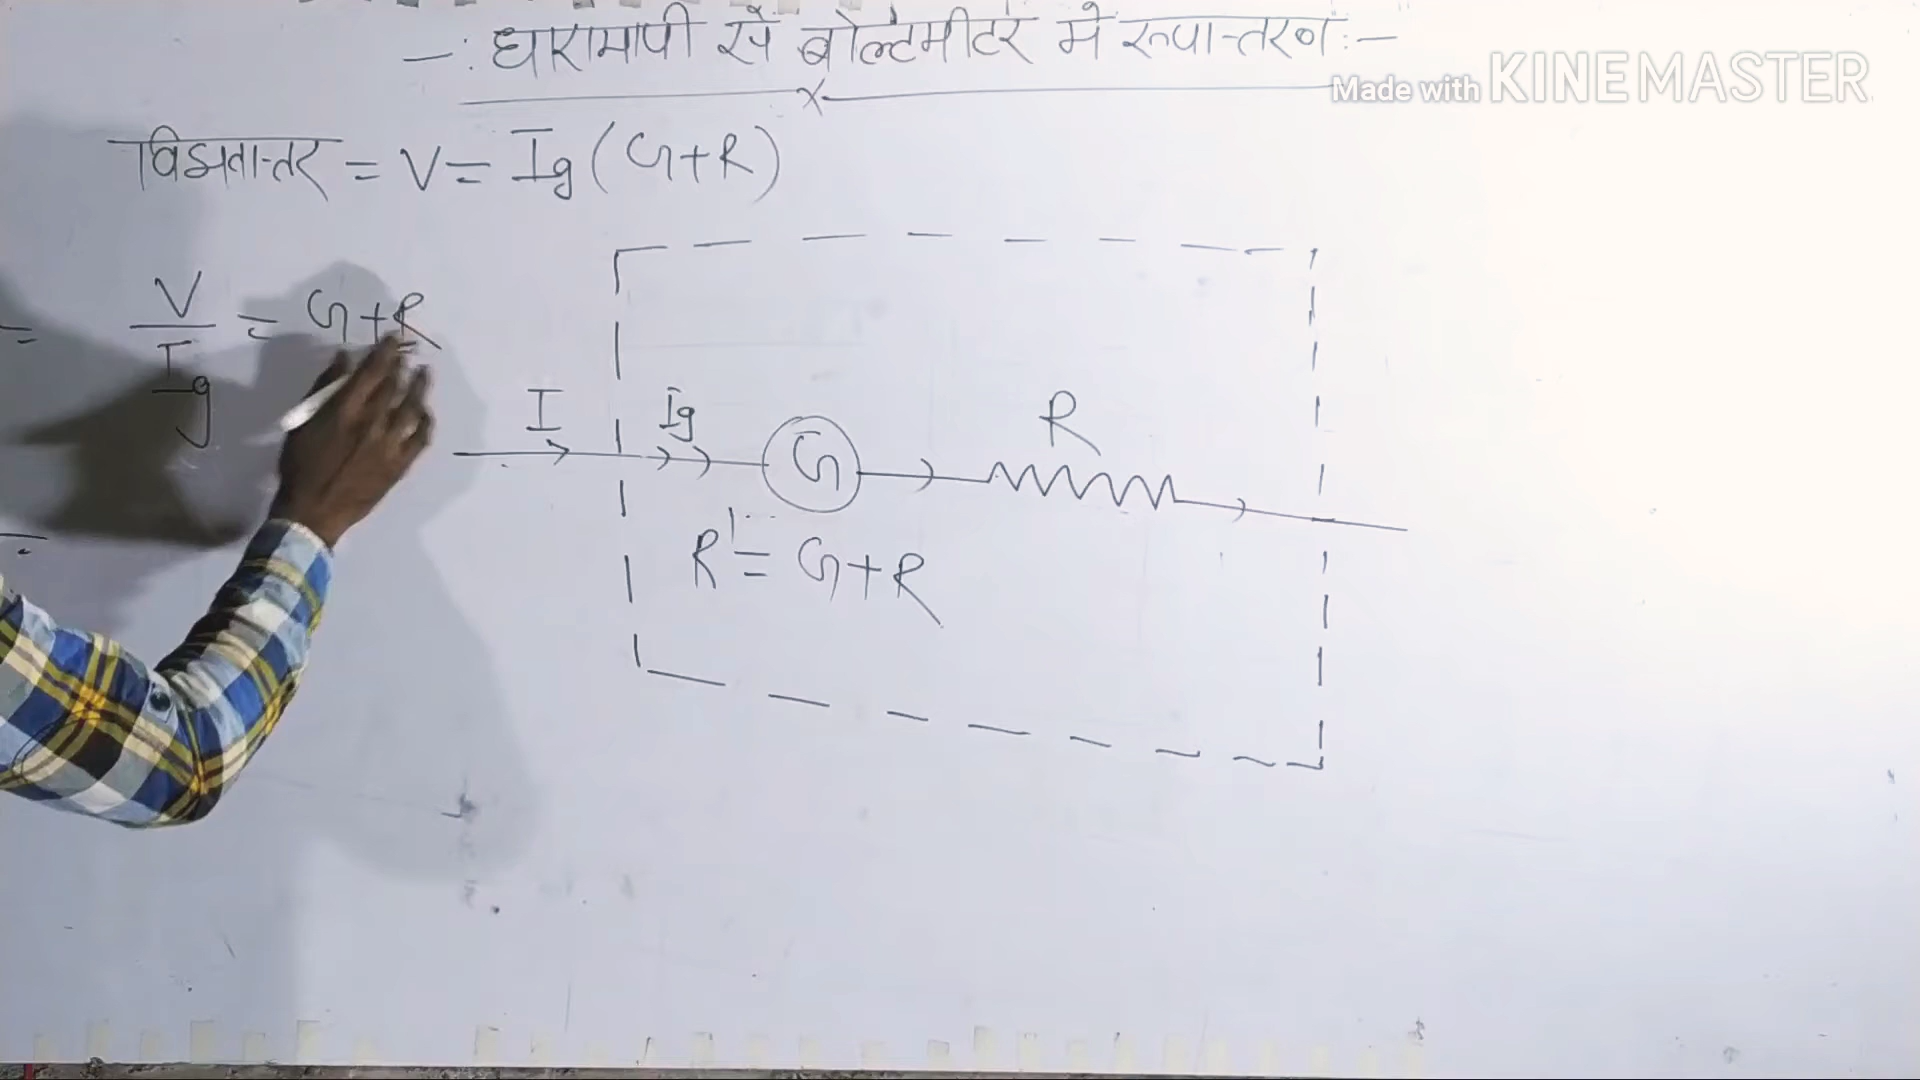 -: धारामापी से वोल्टमीटर में रूपान्तरण :-
Made with KINEMASTER
विभवान्तर = V = Ig (G+R)
= V/Ig = G+R
I
Ig
G
R
R' = G+R